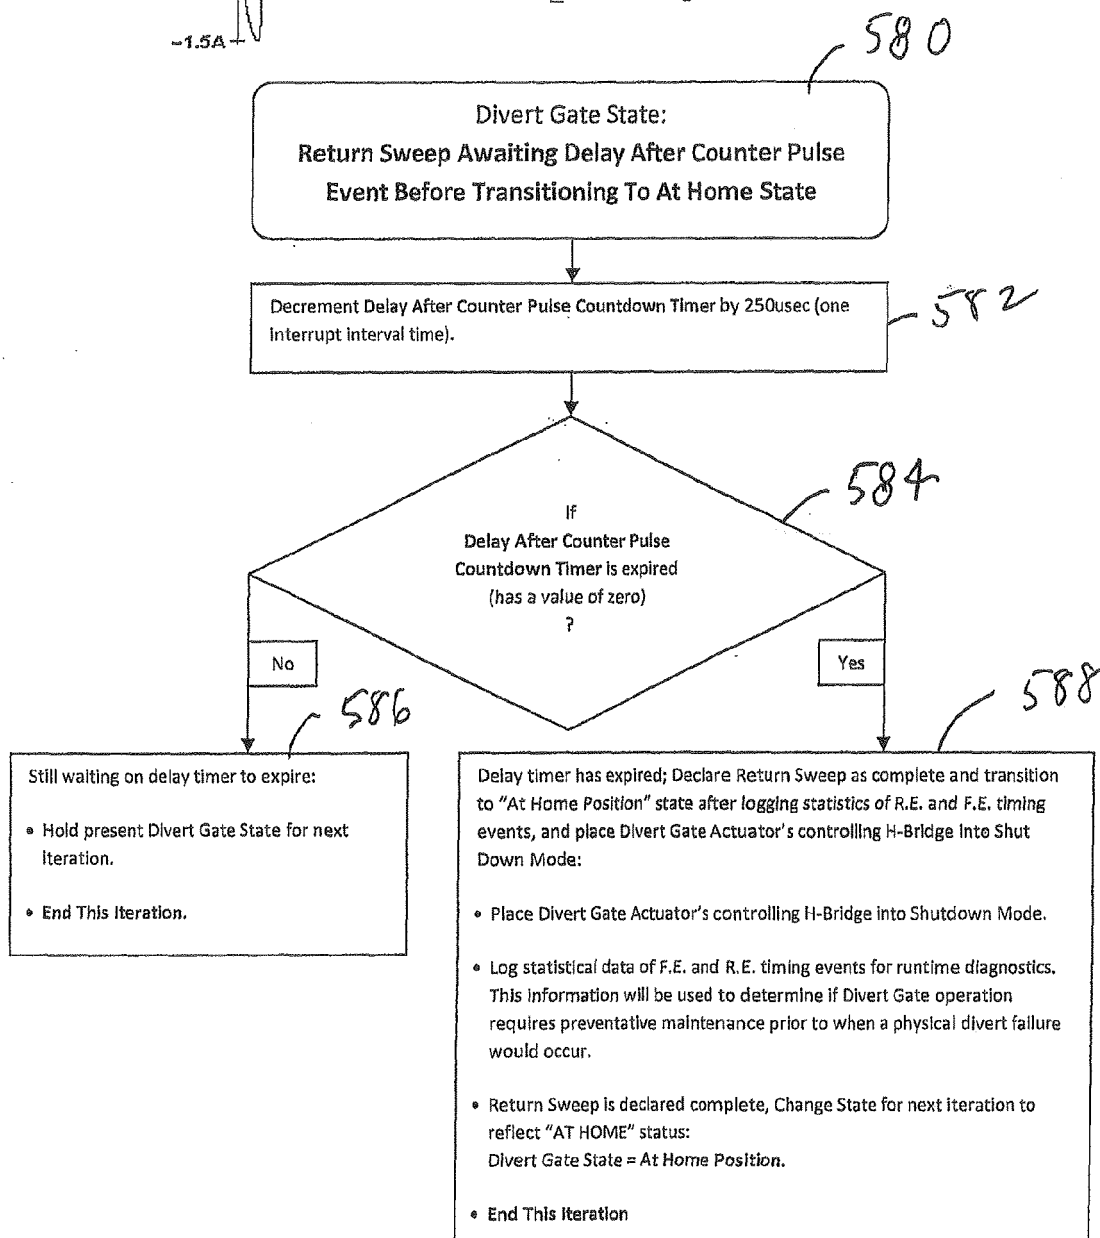 -1.5A
580
Divert Gate State:
Return Sweep Awaiting Delay After Counter Pulse
Event Before Transitioning To At Home State
Decrement Delay After Counter Pulse Countdown Timer by 250usec (one
interrupt interval time).
582
584
If
Delay After Counter Pulse
Countdown Timer is expired
(has a value of zero)
?
No
Yes
586
588
Still waiting on delay timer to expire:
• Hold present Divert Gate State for next
iteration.
• End This Iteration.
Delay timer has expired; Declare Return Sweep as complete and transition
to "At Home Position" state after logging statistics of R.E. and F.E. timing
events, and place Divert Gate Actuator's controlling H-Bridge into Shut
Down Mode:
• Place Divert Gate Actuator's controlling H-Bridge into Shutdown Mode.
• Log statistical data of F.E. and R.E. timing events for runtime diagnostics.
This information will be used to determine if Divert Gate operation
requires preventative maintenance prior to when a physical divert failure
would occur.
• Return Sweep is declared complete, Change State for next iteration to
reflect "AT HOME" status:
Divert Gate State = At Home Position.
• End This Iteration